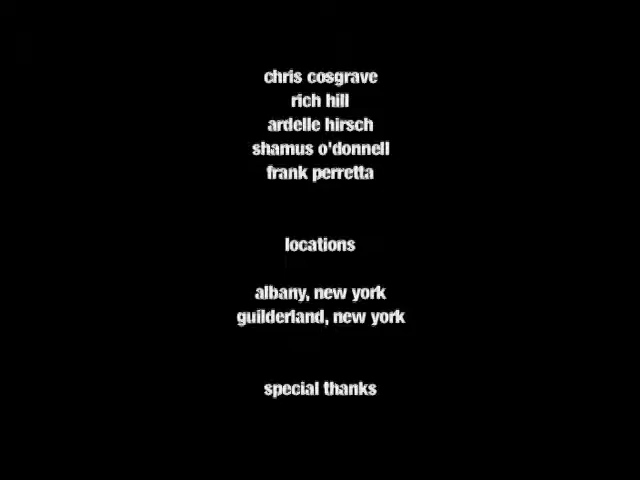 chris cosgrave
rich hill
ardelle hirsch
shamus o'donnell
frank perretta
locations
albany, new york
guilderland, new york
special thanks